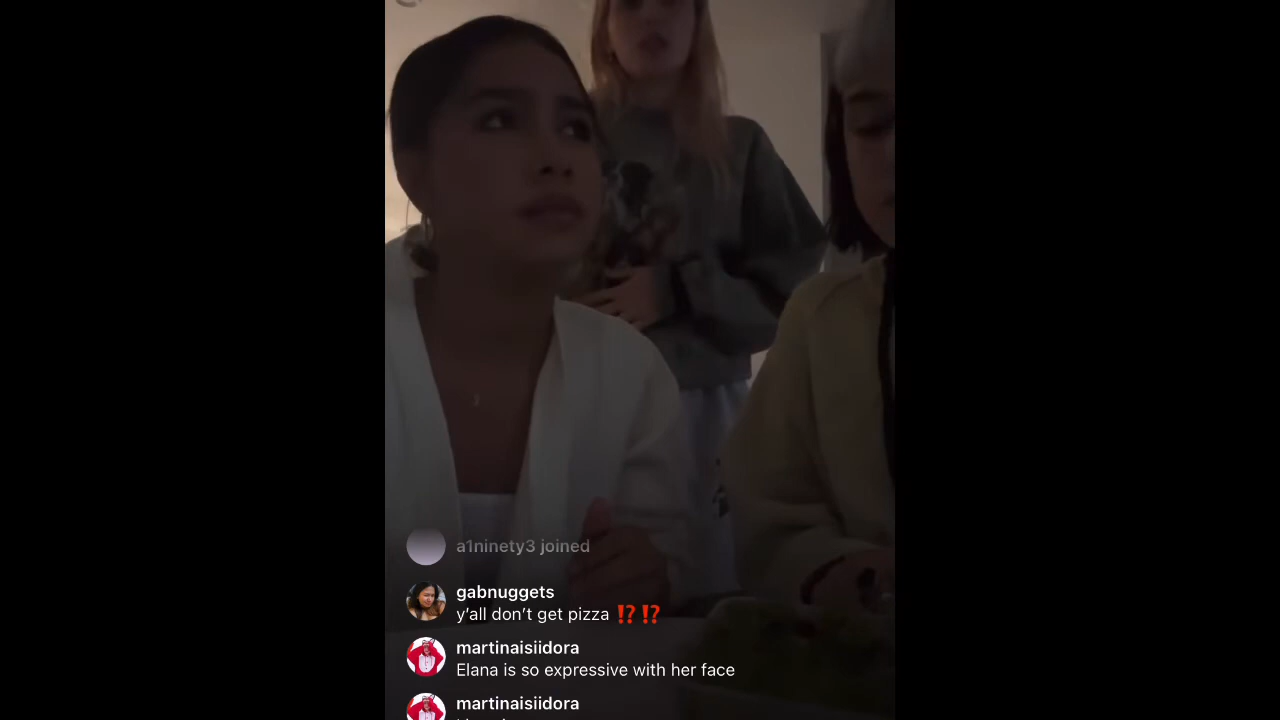 a1ninety3 joined
gabnuggets
y'all don't get pizza ⁉️ ⁉️
martinaisiidora
Elana is so expressive with her face
martinaisiidora